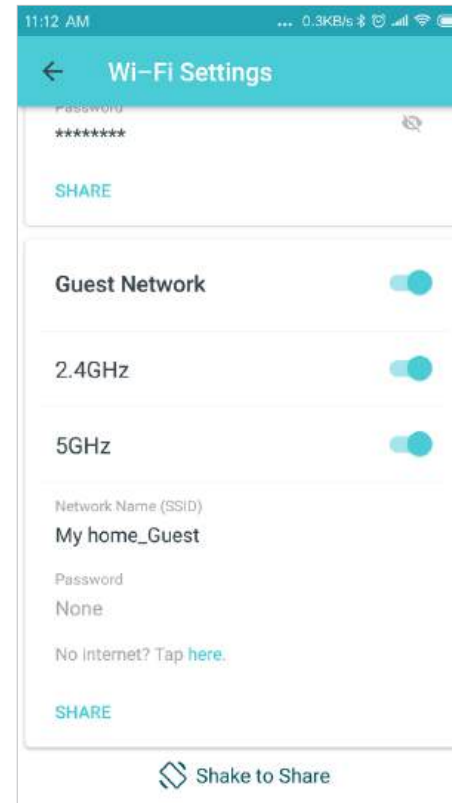 11:12 AM ... 0.3KB/s
Wi-Fi Settings
Password
********
SHARE
Guest Network
2.4GHz
5GHz
Network Name (SSID)
My home_Guest
Password
None
No internet? Tap here.
SHARE
Shake to Share